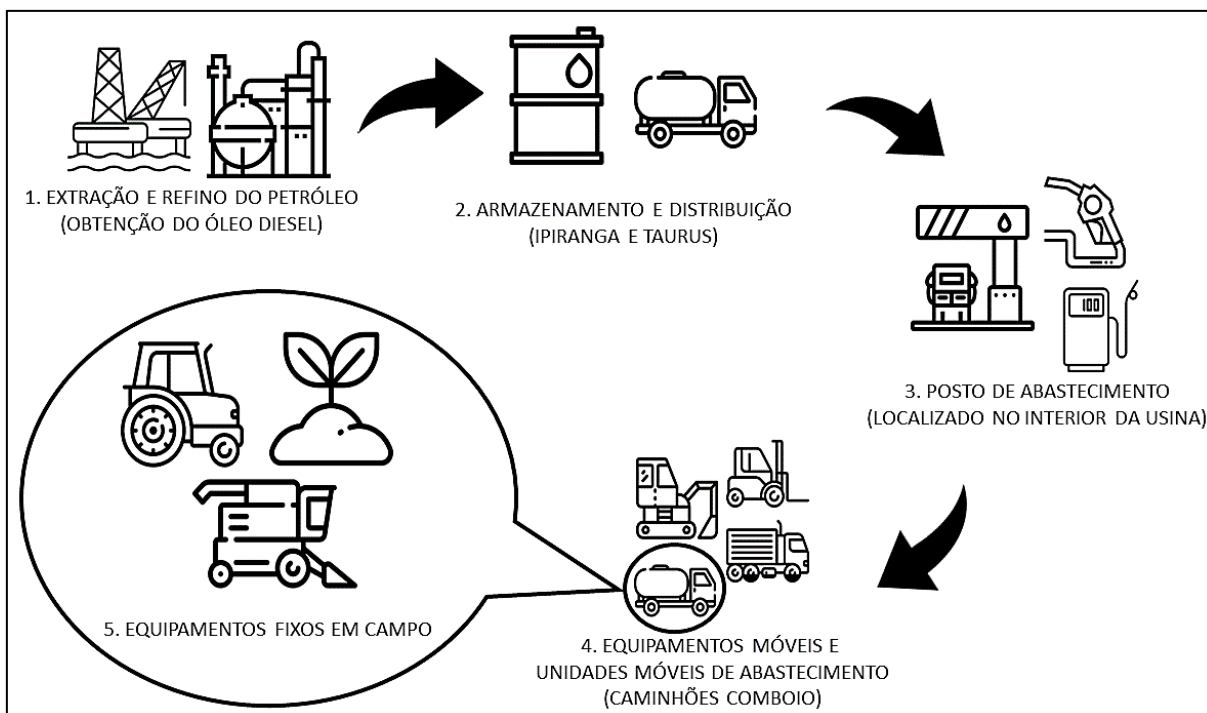 1. EXTRAÇÃO E REFINO DO PETRÓLEO
(OBTENÇÃO DO ÓLEO DIESEL)
2. ARMAZENAMENTO E DISTRIBUIÇÃO
(IPIRANGA E TAURUS)
100
3. POSTO DE ABASTECIMENTO
(LOCALIZADO NO INTERIOR DA USINA)
4. EQUIPAMENTOS MÓVEIS E
UNIDADES MÓVEIS DE ABASTECIMENTO
(CAMINHÕES COMBOIO)
5. EQUIPAMENTOS FIXOS EM CAMPO